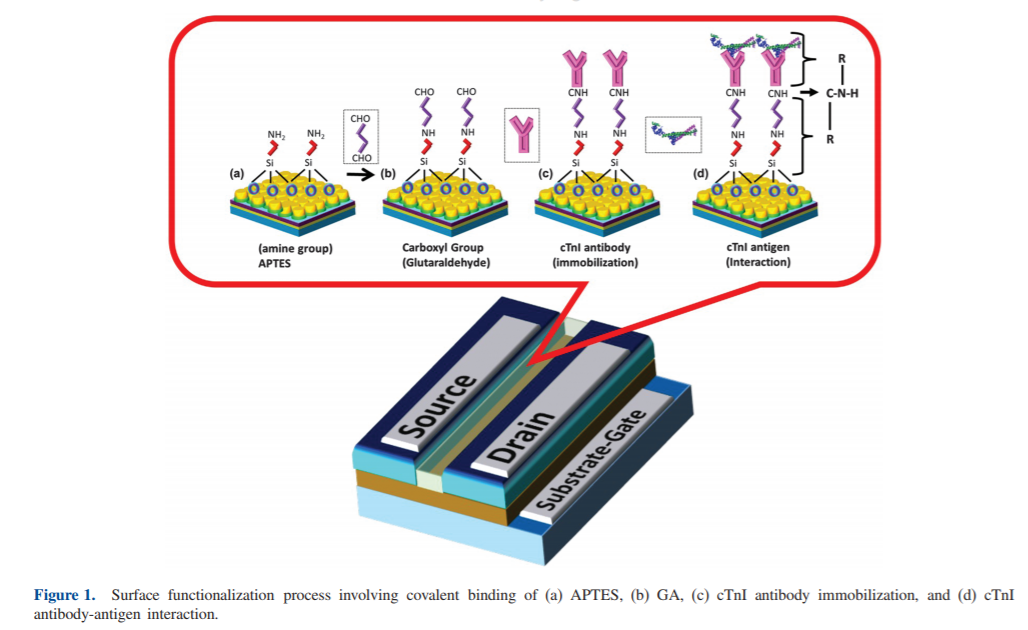 CHO CHO
CNH CNH
CNH CNH
R
C-N-H
R
NH₂ NH₂
CHO
CHO
NH NH
NH NH
NH NH
Si Si
Si Si
Si Si
Si Si
(a)
(b)
(c)
(d)
(amine group)
APTES
Carboxyl Group
(Glutaraldehyde)
cTnI antibody
(immobilization)
cTnI antigen
(Interaction)
Source
Drain
Substrate-Gate
Figure 1. Surface functionalization process involving covalent binding of (a) APTES, (b) GA, (c) cTnI antibody immobilization, and (d) cTnI
antibody-antigen interaction.